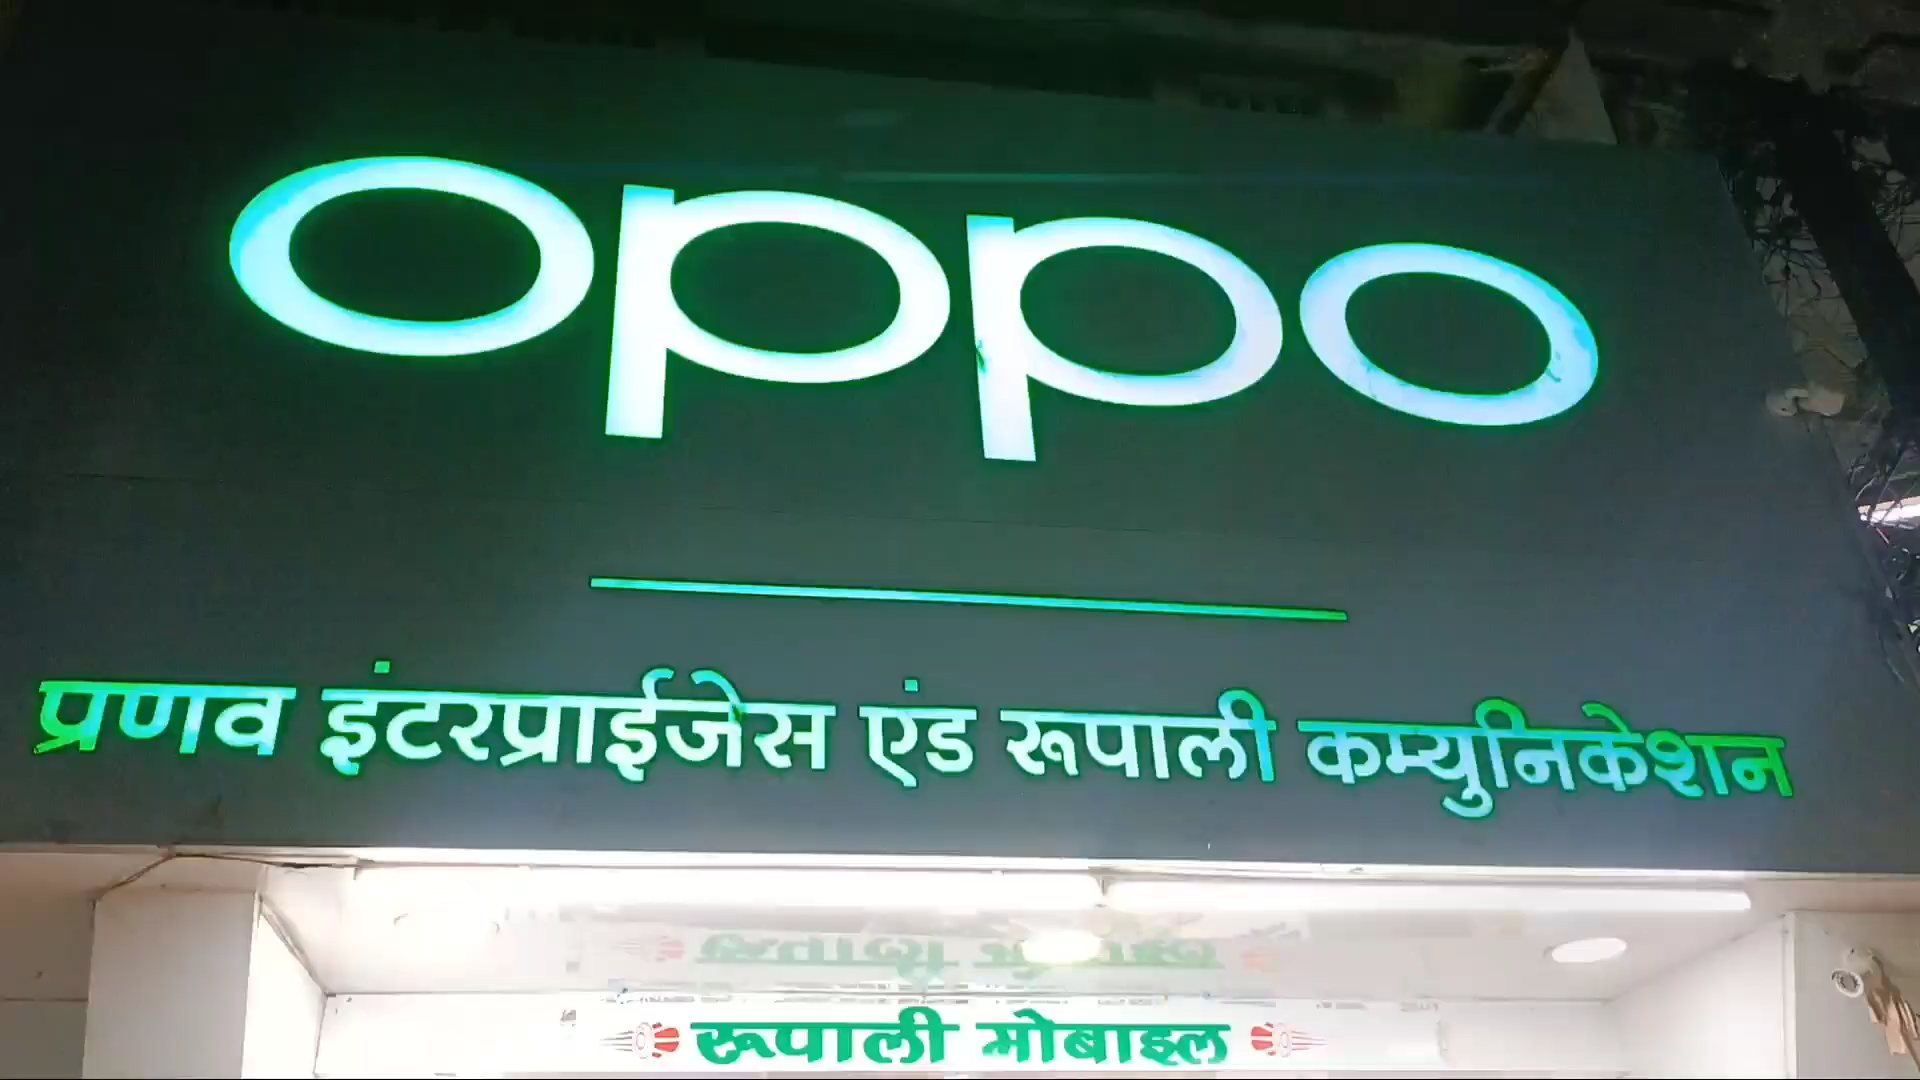 oppo
प्रणव इंटरप्राईजेस एंड रूपाली कम्युनिकेशन
रूपाली मोबाइल